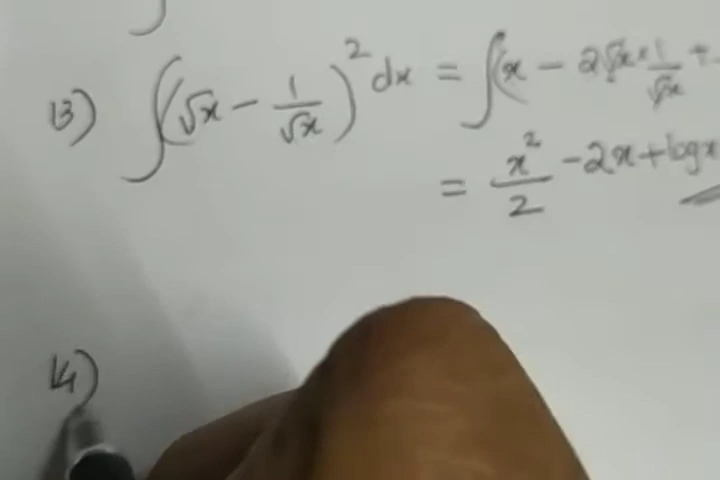 13) ∫(√x − 1/√x)² dx = ∫(x − 2√x × 1/√x +
= x²/2 − 2x + log x
14)